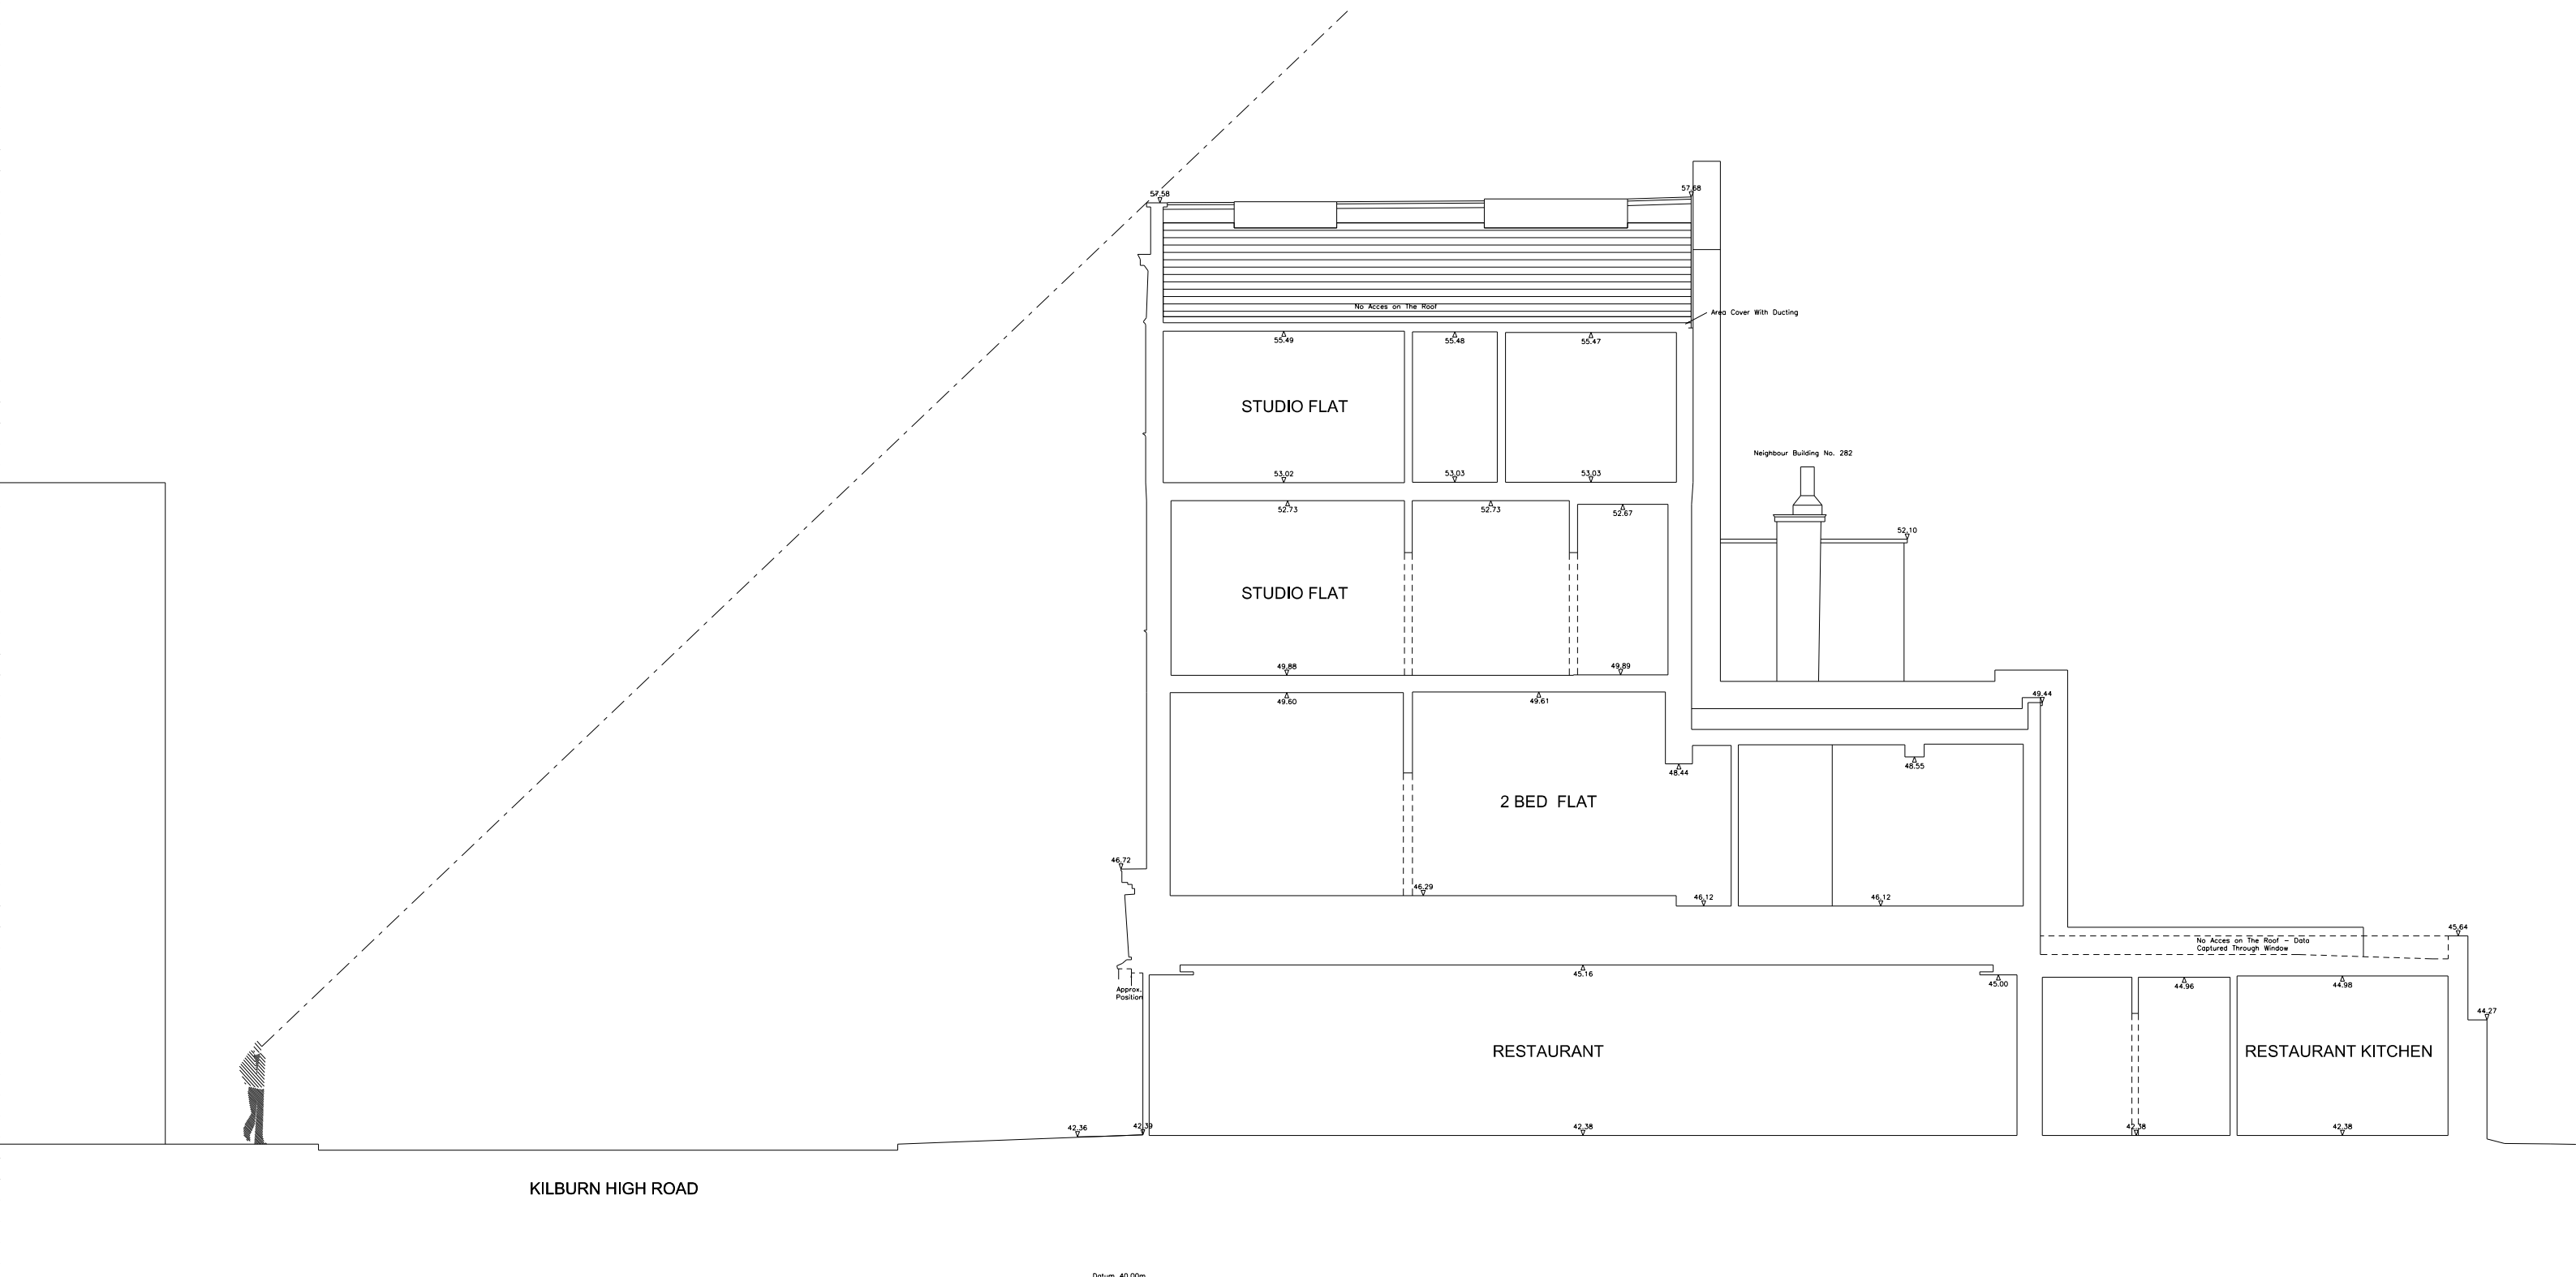 57.58
57.68
No Acces on The Roof
Area Cover With Ducting
55.49
55.48
55.47
STUDIO FLAT
Neighbour Building No. 282
53.02
53.03
53.03
52.73
52.73
52.67
52.10
STUDIO FLAT
49.88
49.89
49.60
49.61
49.44
48.44
48.55
2 BED FLAT
46.72
46.29
46.12
46.12
45.64
No Acces on The Roof - Data
Captured Through Window
45.16
45.00
44.96
44.98
Approx.
Position
44.27
RESTAURANT
RESTAURANT KITCHEN
42.36
42.39
42.38
42.38
42.38
KILBURN HIGH ROAD
Datum 40.00m